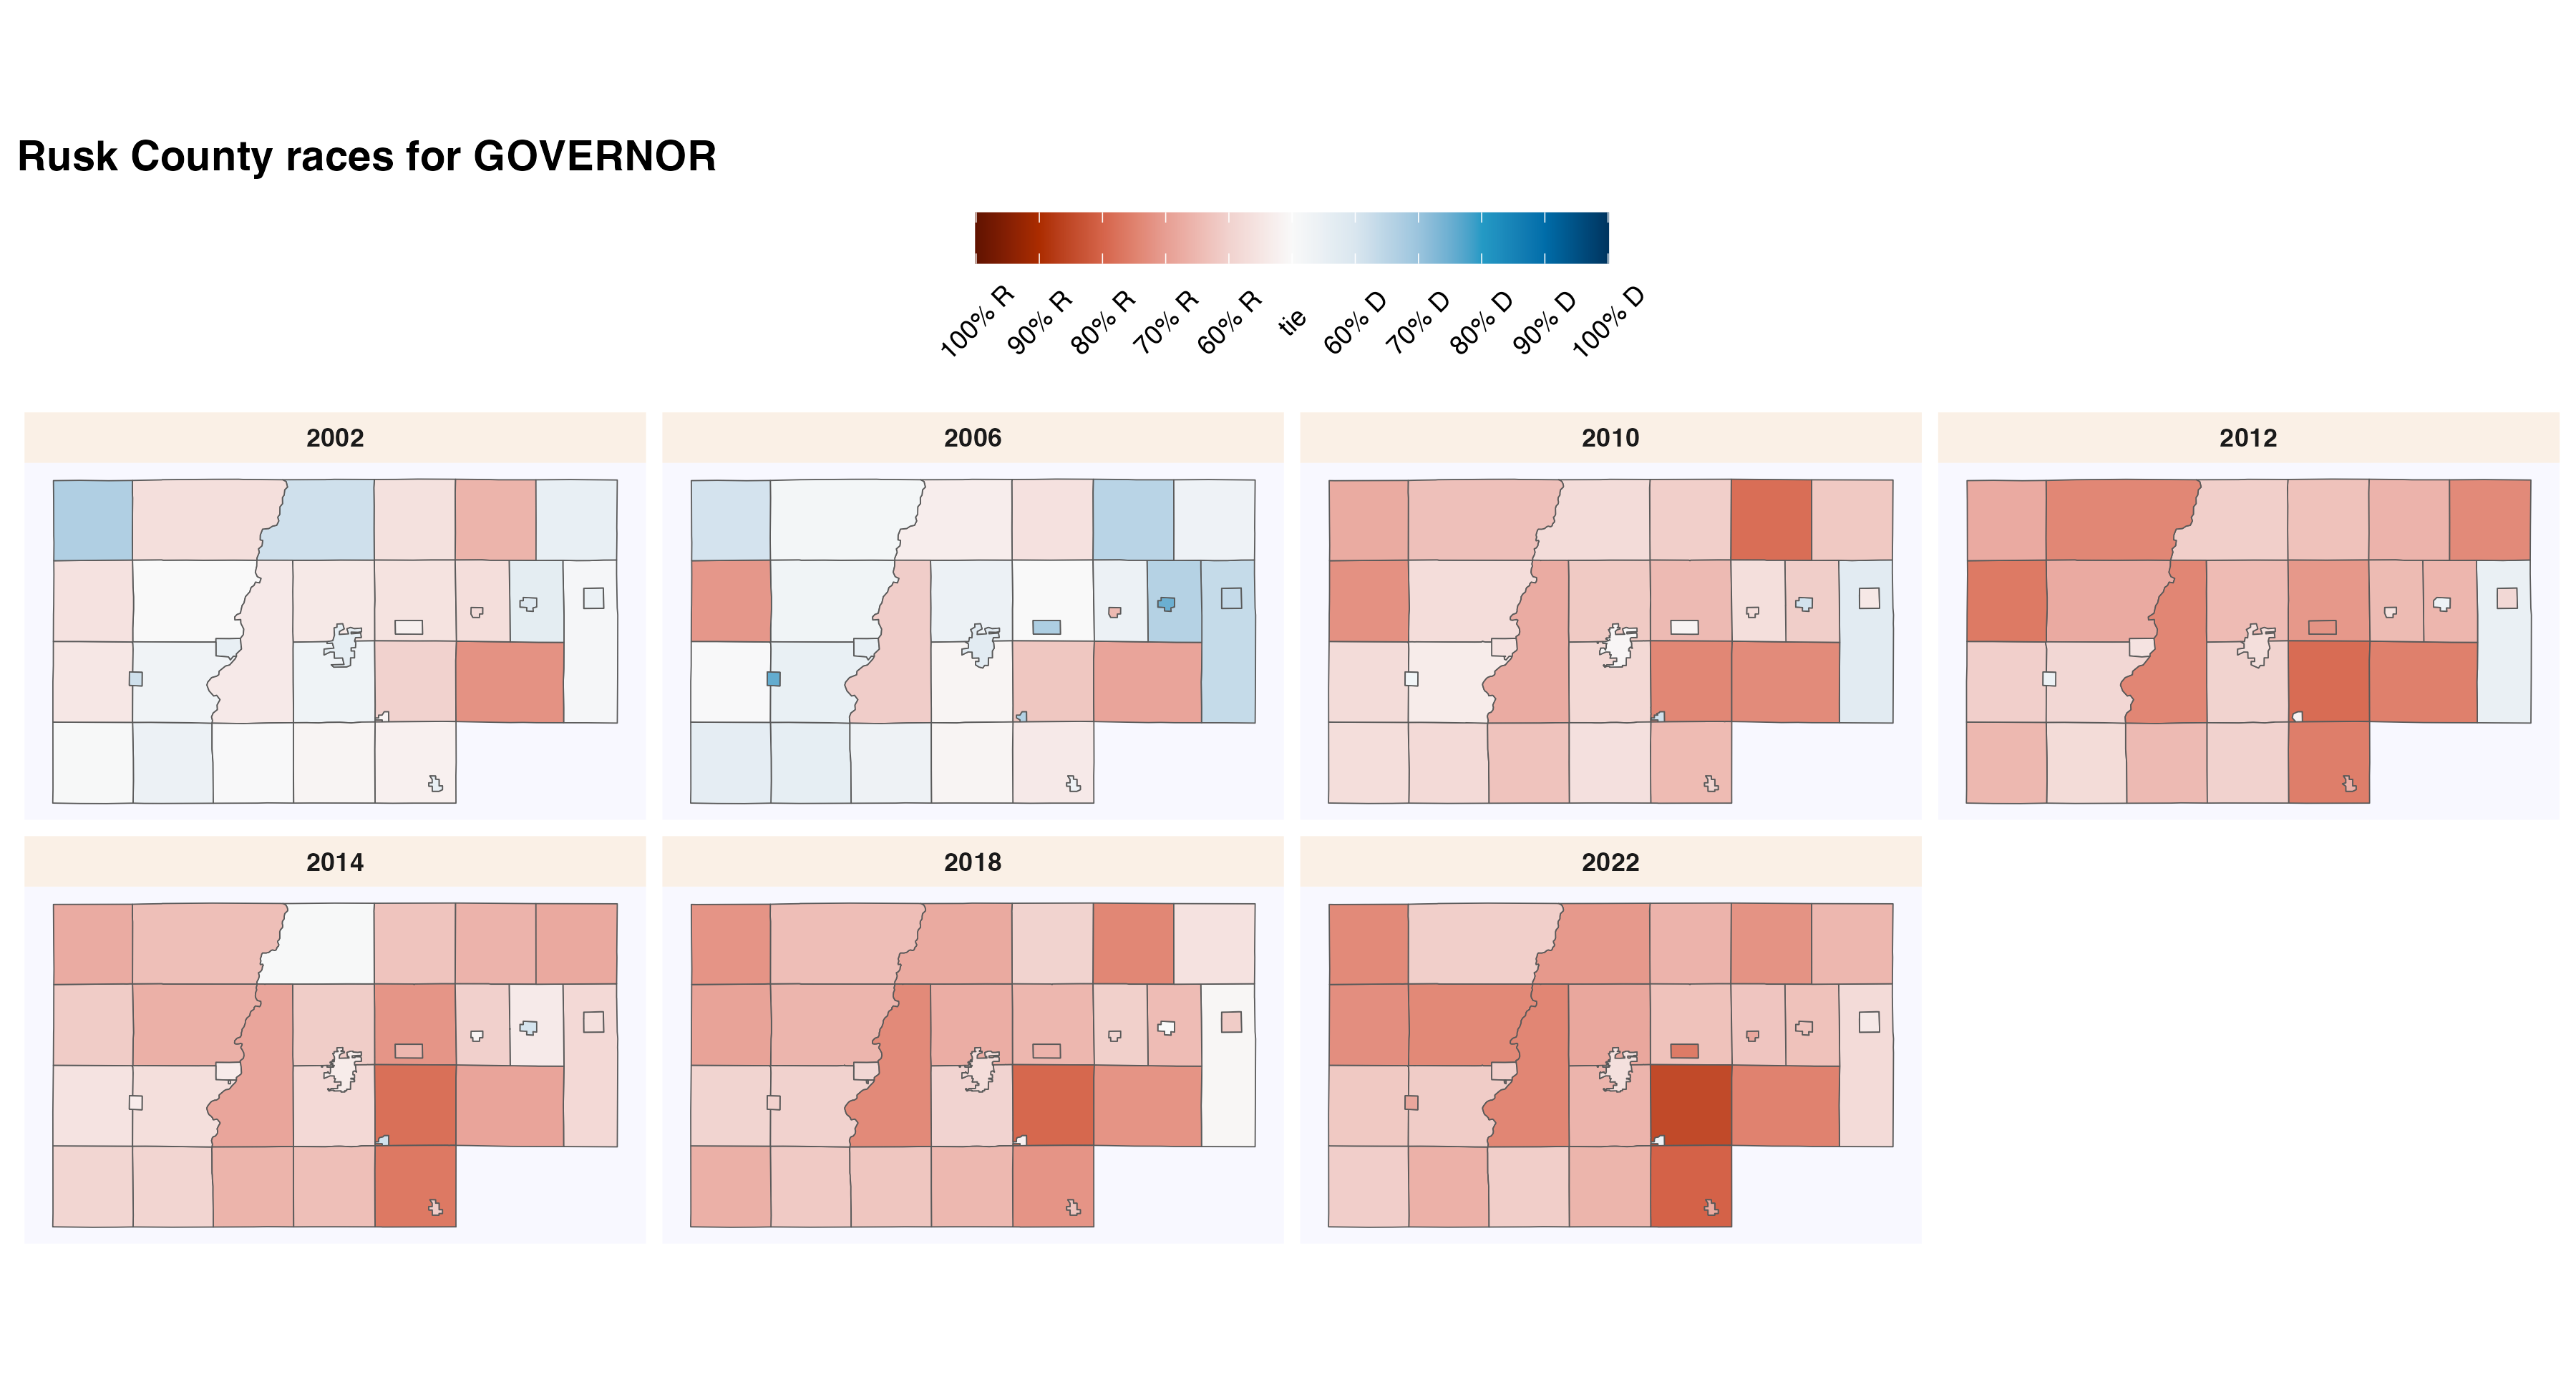 Rusk County races for GOVERNOR
100% R
90% R
80% R
70% R
60% R
tie
60% D
70% D
80% D
90% D
100% D
2002
2006
2010
2012
2014
2018
2022